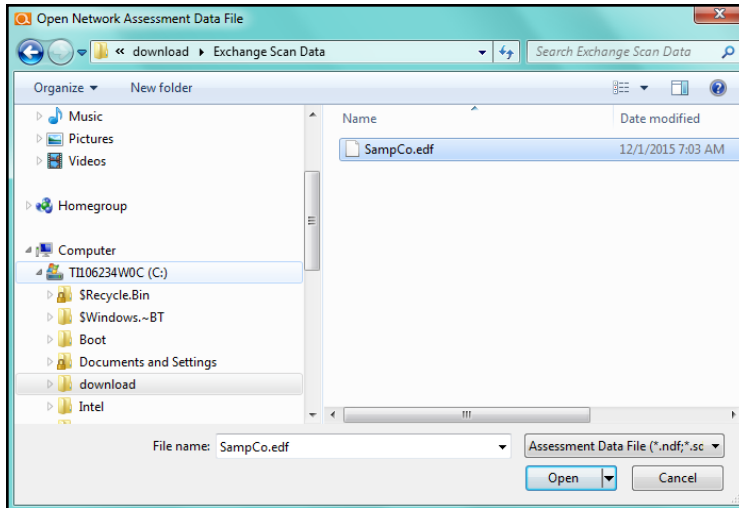 Open Network Assessment Data File
« download Exchange Scan Data
Search Exchange Scan Data
Organize
New folder
Music
Pictures
Videos
Homegroup
Computer
TI106234W0C (C:)
$Recycle.Bin
$Windows.~BT
Boot
Documents and Settings
download
Intel
Name
Date modified
SampCo.edf
12/1/2015 7:03 AM
File name:
SampCo.edf
Assessment Data File (*.ndf;*.sc
Open
Cancel